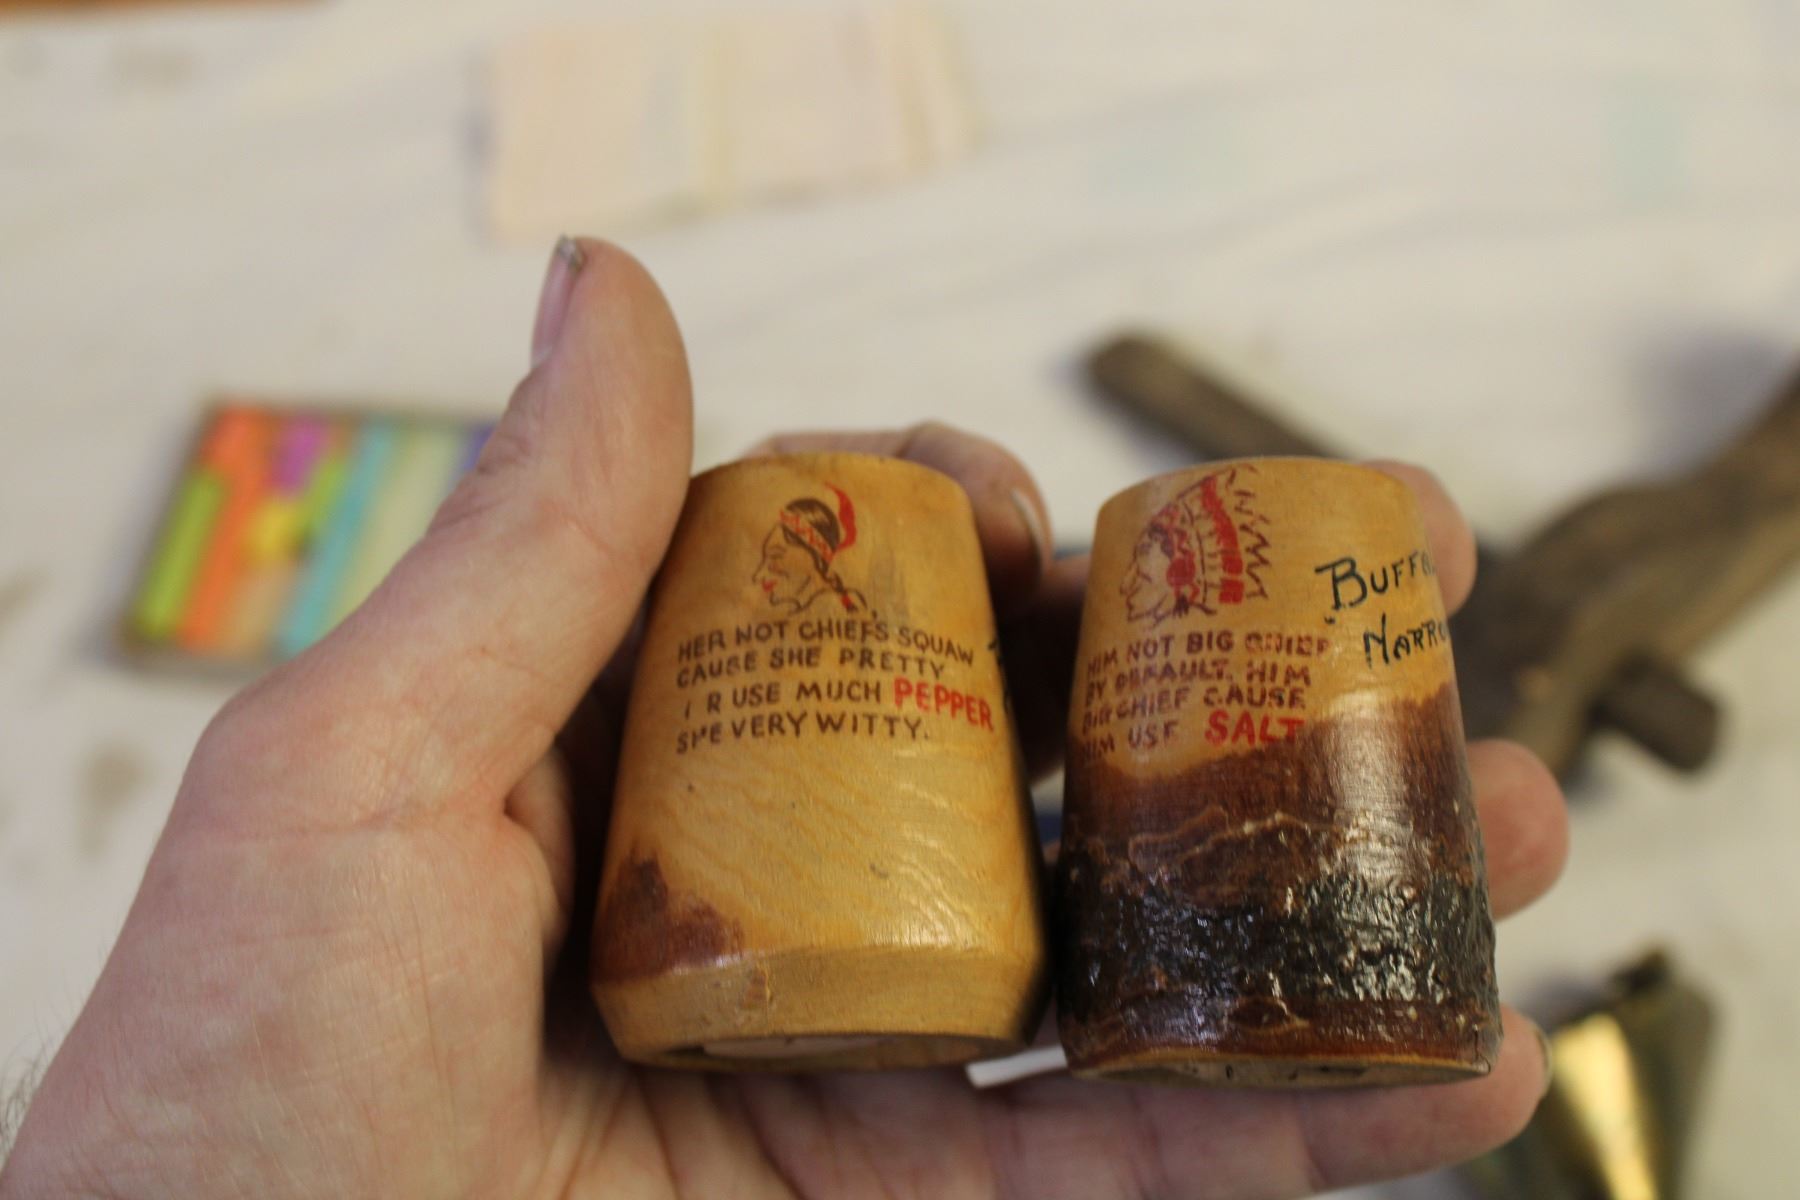 HER NOT CHIEF'S SQUAW
CAUSE SHE PRETTY
R USE MUCH PEPPER
SHE VERY WITTY.
HIM NOT BIG CHIEF
BY DEFAULT. HIM
BIG CHIEF CAUSE
HIM USE SALT